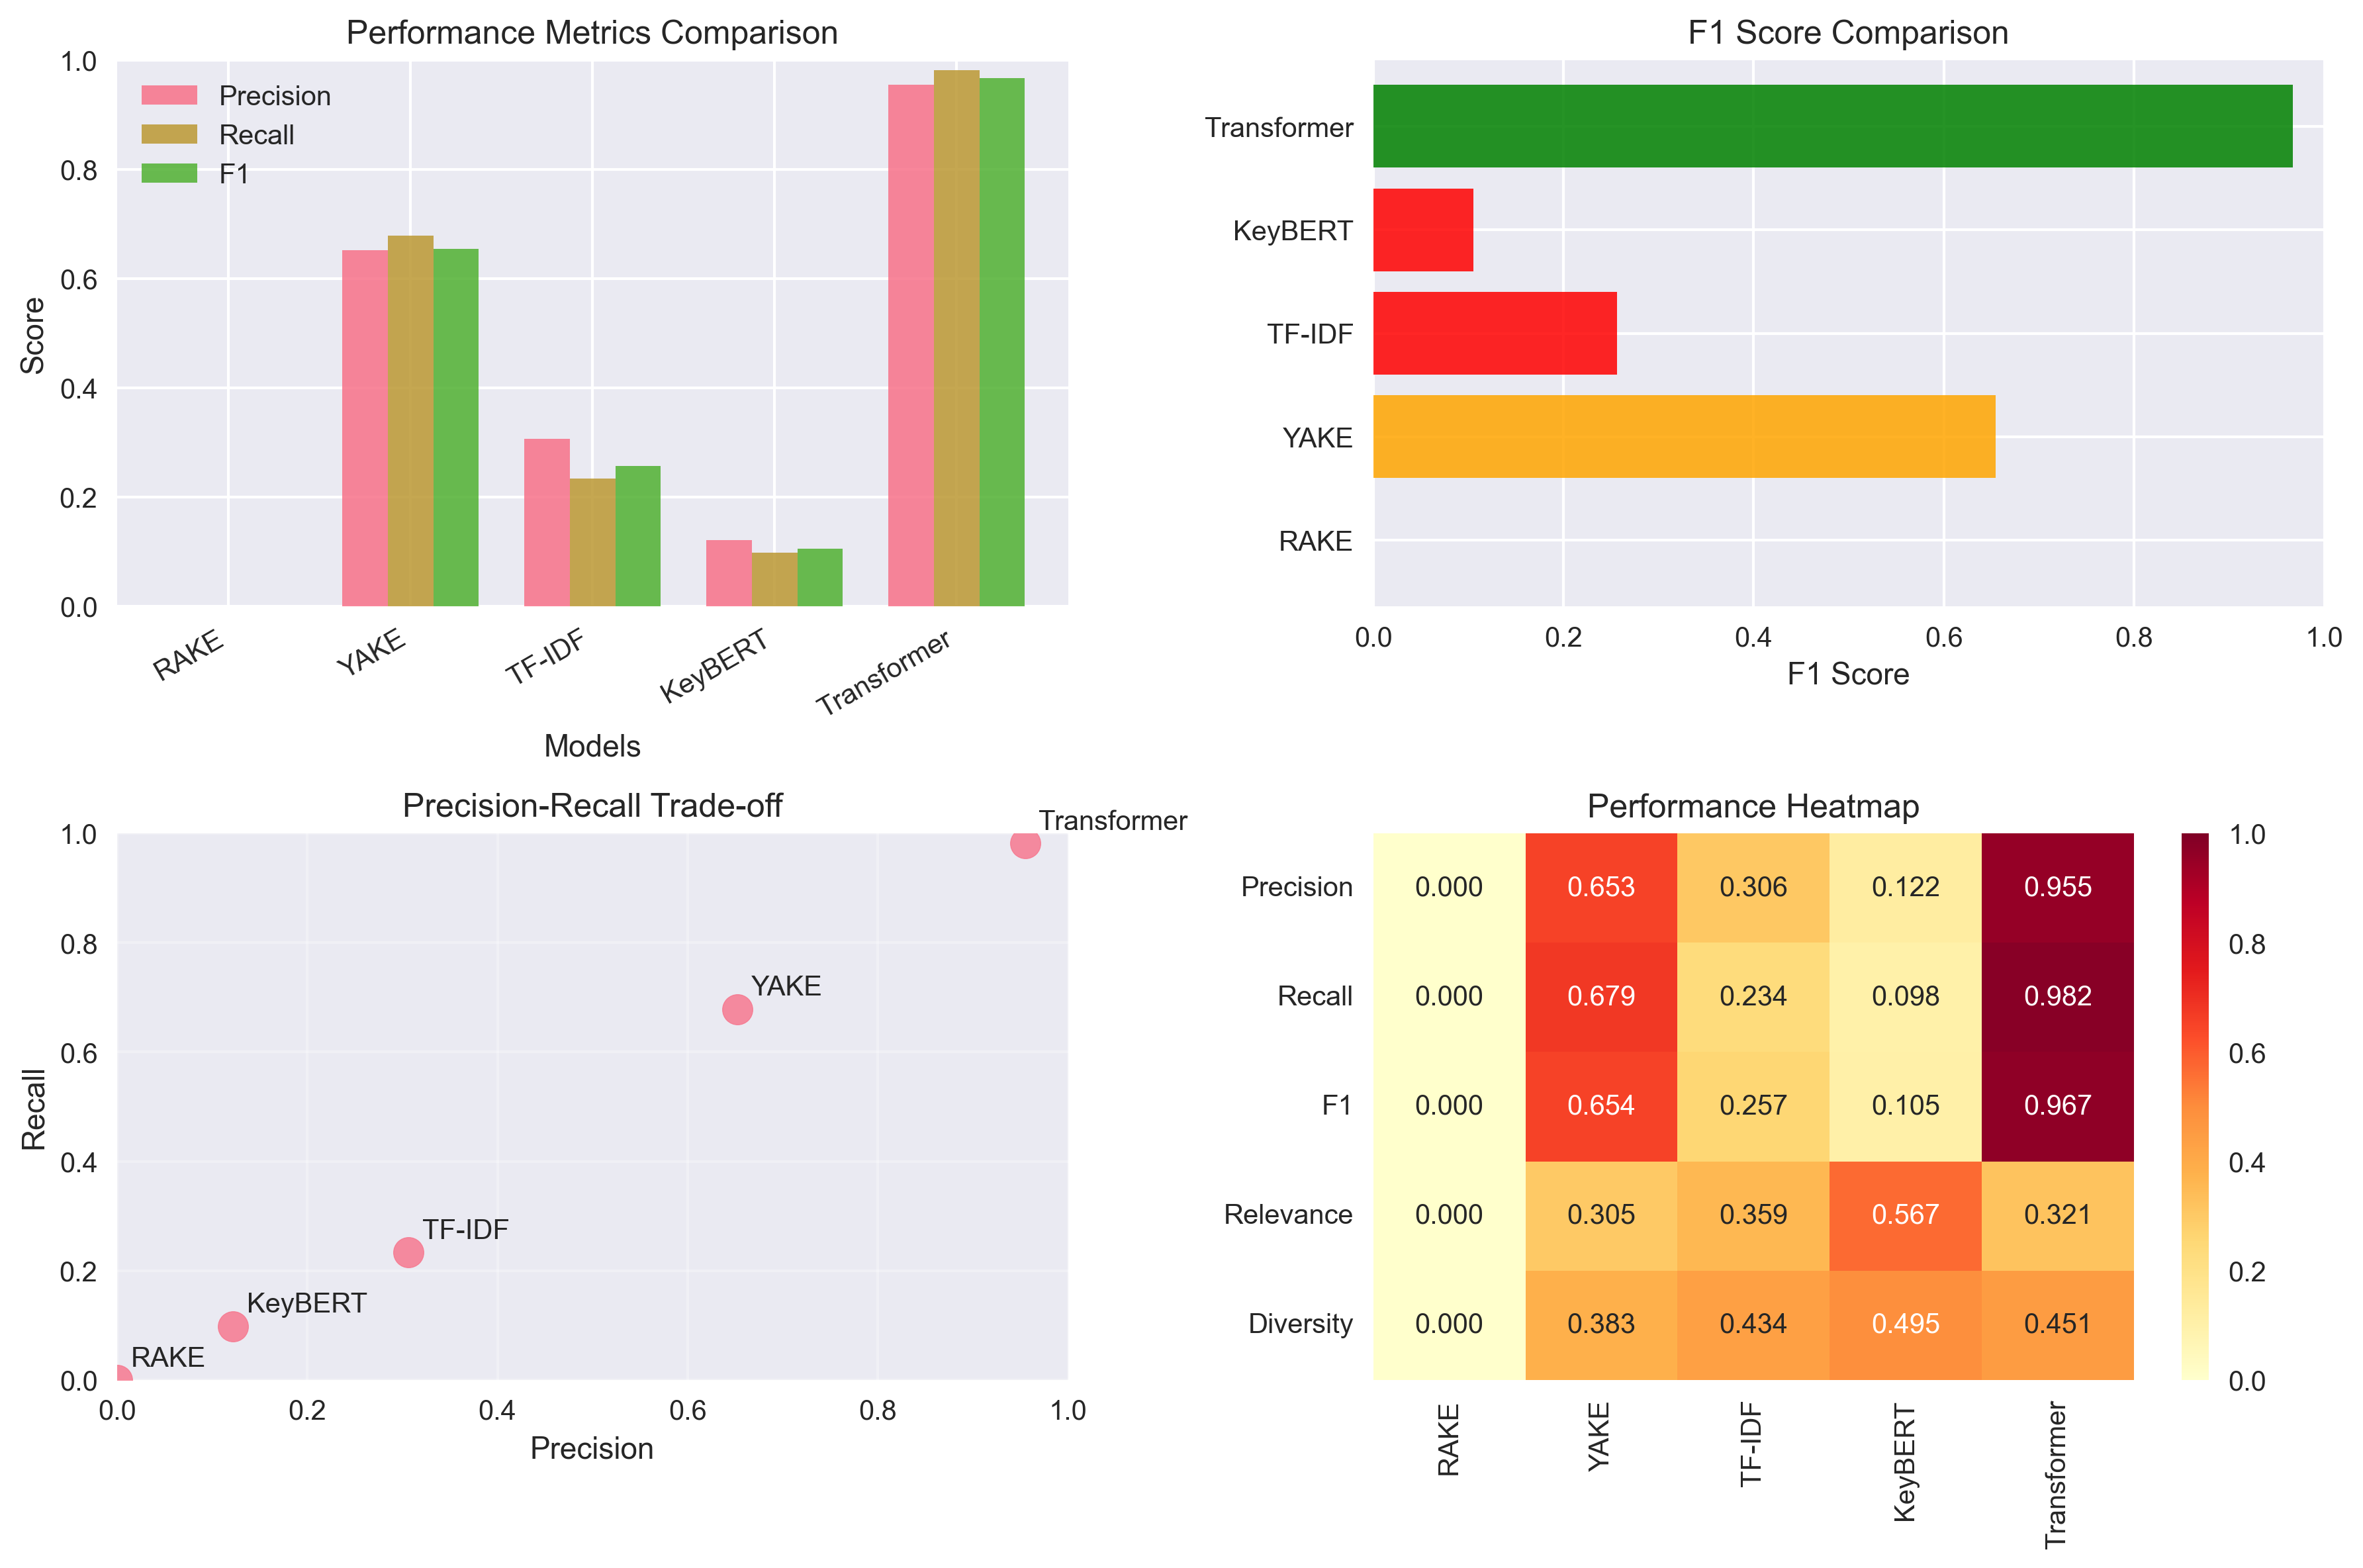 Performance Metrics Comparison
1.0
0.8
0.6
0.4
0.2
0.0
Score
Precision
Recall
F1
RAKE
YAKE
TF-IDF
KeyBERT
Transformer
Models
F1 Score Comparison
Transformer
KeyBERT
TF-IDF
YAKE
RAKE
0.0 0.2 0.4 0.6 0.8 1.0
F1 Score
Precision-Recall Trade-off
1.0
0.8
0.6
0.4
0.2
0.0
Recall
Transformer
YAKE
TF-IDF
KeyBERT
RAKE
0.0 0.2 0.4 0.6 0.8 1.0
Precision
Performance Heatmap
Precision 0.000 0.653 0.306 0.122 0.955
Recall 0.000 0.679 0.234 0.098 0.982
F1 0.000 0.654 0.257 0.105 0.967
Relevance 0.000 0.305 0.359 0.567 0.321
Diversity 0.000 0.383 0.434 0.495 0.451
RAKE
YAKE
TF-IDF
KeyBERT
Transformer
1.0
0.8
0.6
0.4
0.2
0.0